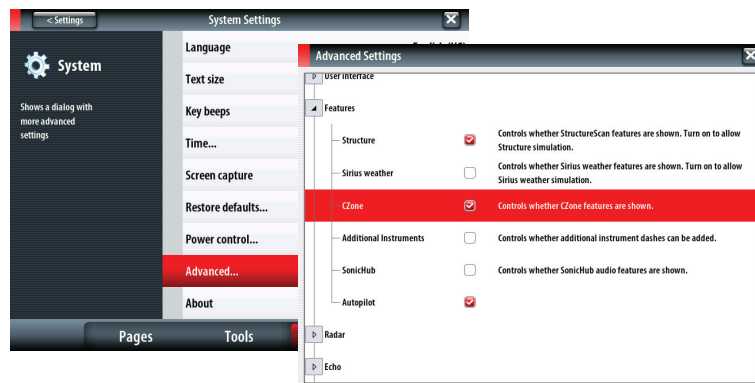 < Settings
System Settings
System
Shows a dialog with
more advanced
settings
Language
Text size
Key beeps
Time...
Screen capture
Restore defaults...
Power control...
Advanced...
About
Pages
Tools
Advanced Settings
User interface
Features
Structure
Controls whether StructureScan features are shown. Turn on to allow
Structure simulation.
Sirius weather
Controls whether Sirius weather features are shown. Turn on to allow
Sirius weather simulation.
CZone
Controls whether CZone features are shown.
Additional Instruments
Controls whether additional instrument dashes can be added.
SonicHub
Controls whether SonicHub audio features are shown.
Autopilot
Radar
Echo